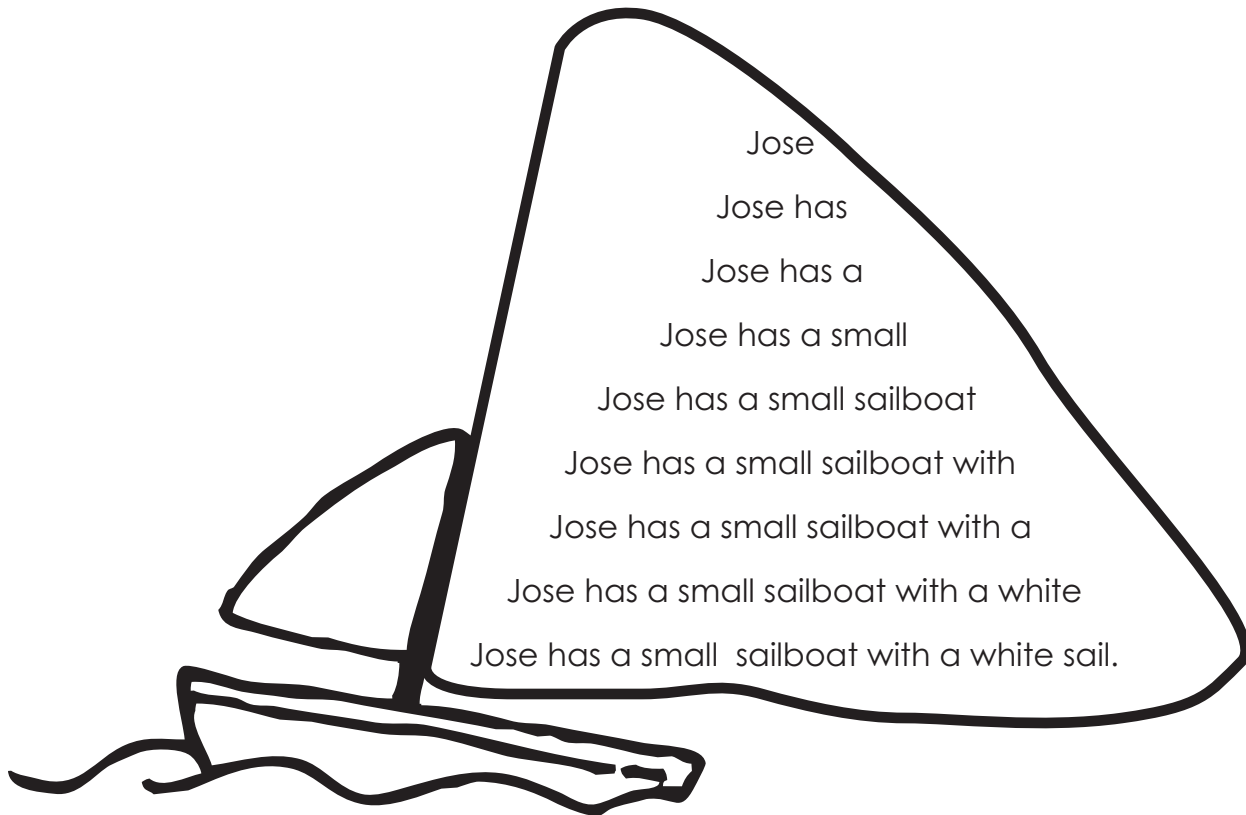 Jose
Jose has
Jose has a
Jose has a small
Jose has a small sailboat
Jose has a small sailboat with
Jose has a small sailboat with a
Jose has a small sailboat with a white
Jose has a small  sailboat with a white sail.